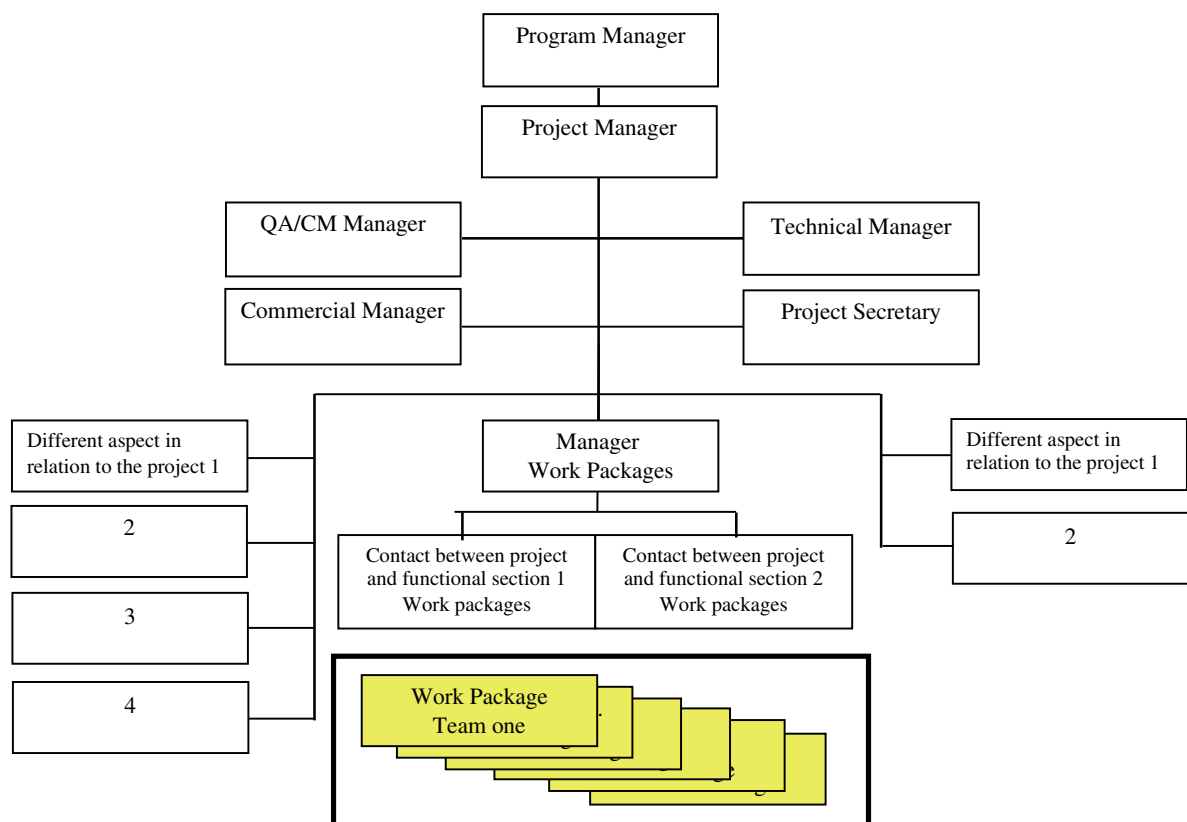 Program Manager
Project Manager
QA/CM Manager
Technical Manager
Commercial Manager
Project Secretary
Different aspect in
relation to the project 1
2
3
4
Manager
Work Packages
Contact between project
and functional section 1
Work packages
Contact between project
and functional section 2
Work packages
Different aspect in
relation to the project 1
2
Work Package
Team one